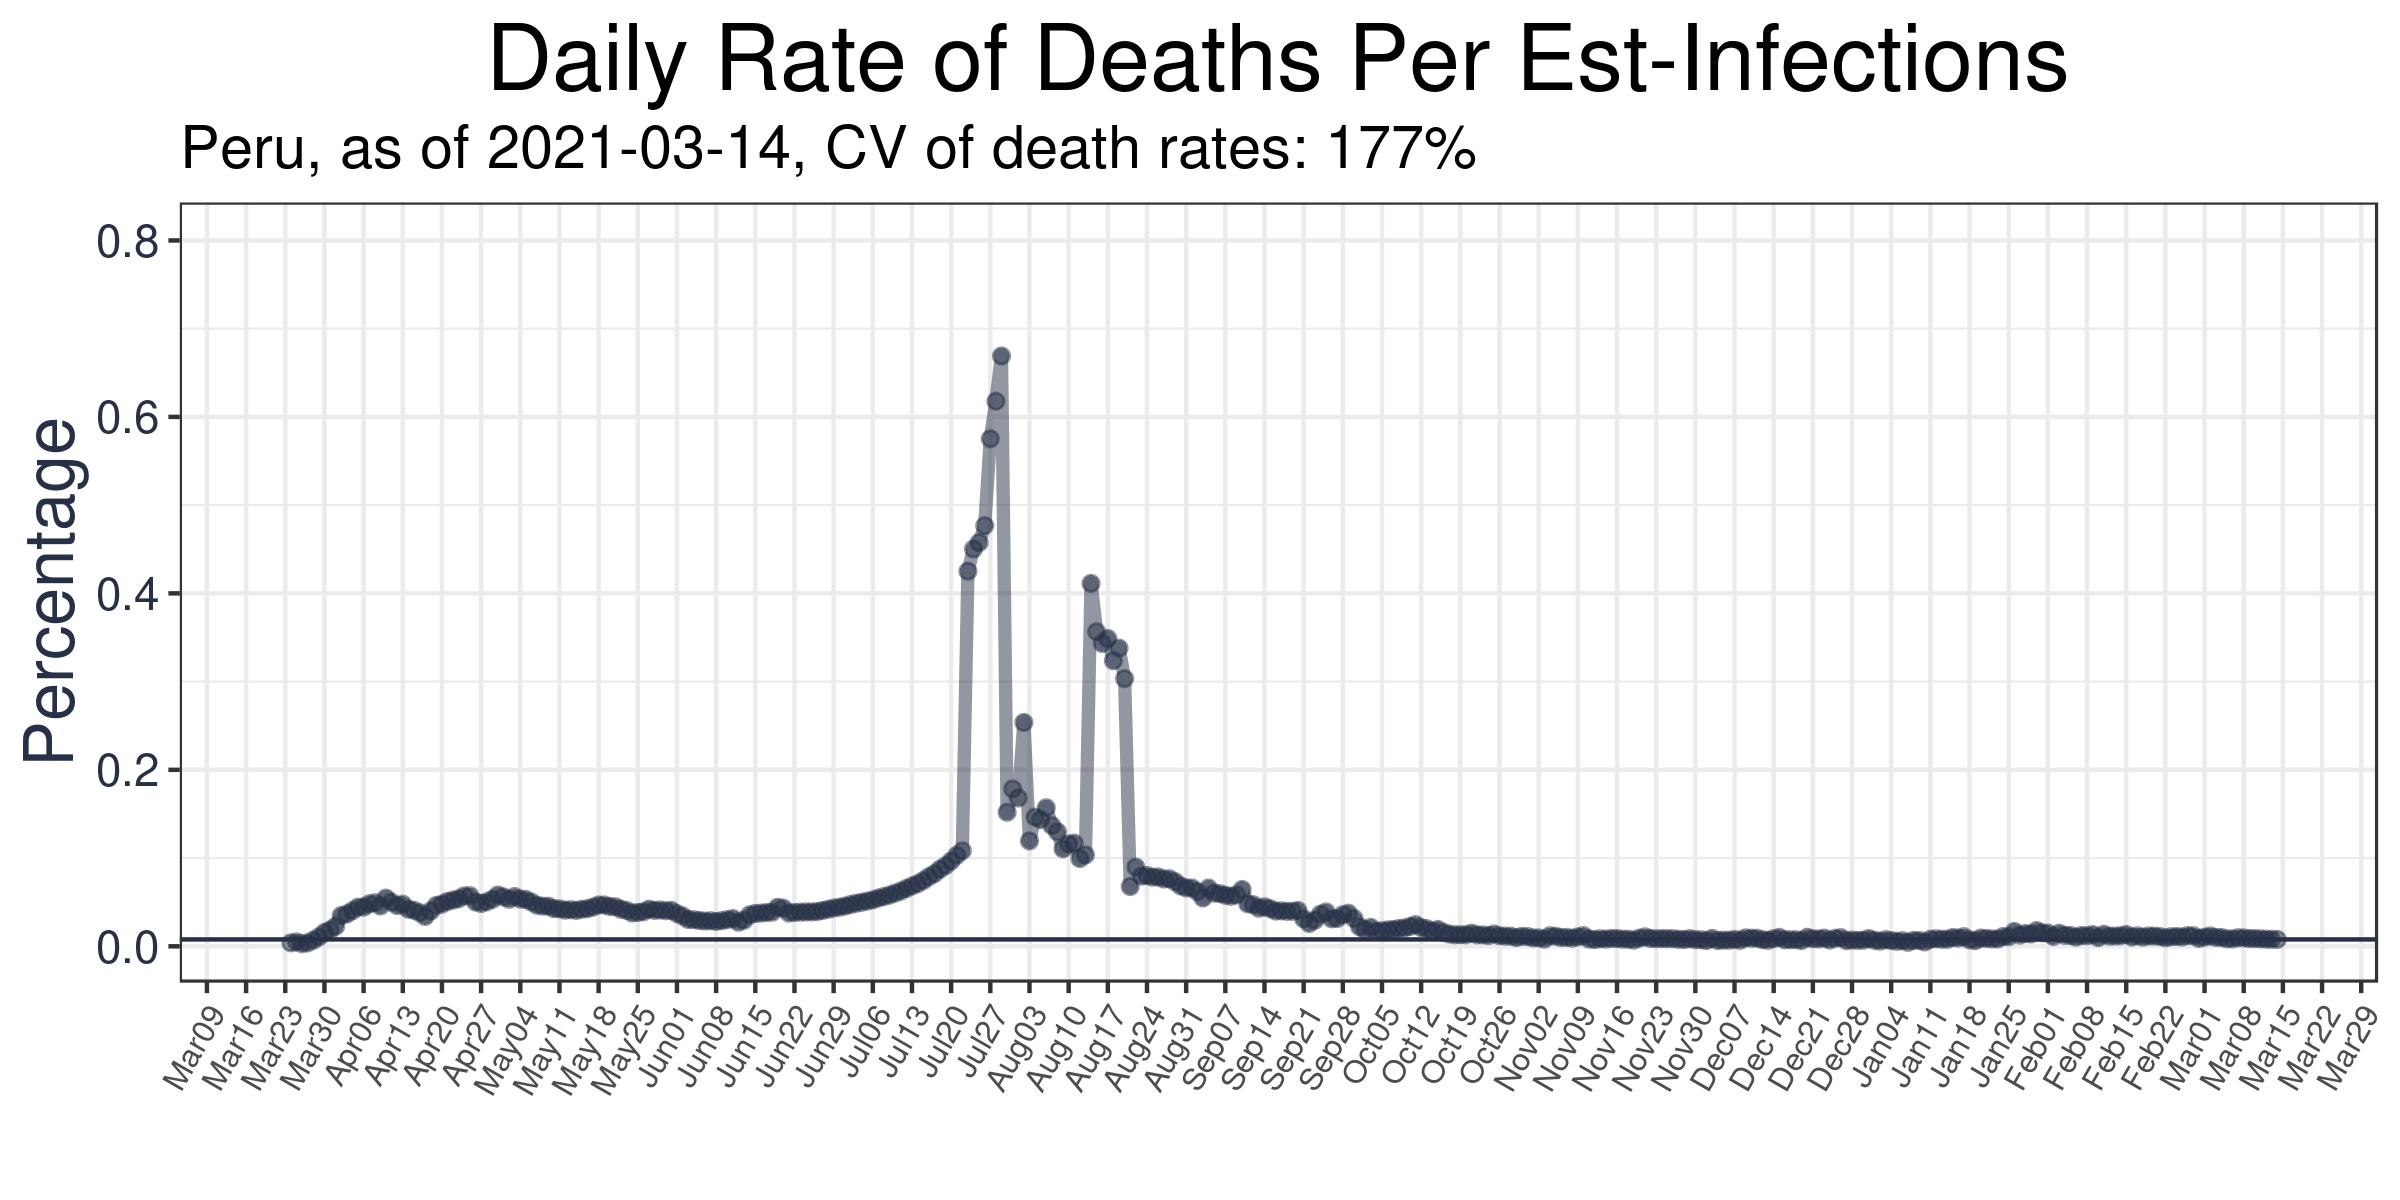 Daily Rate of Deaths Per Est-Infections
Peru, as of 2021-03-14, CV of death rates: 177%
Percentage
0.8
0.6
0.4
0.2
0.0
Mar09
Mar16
Mar23
Mar30
Apr06
Apr13
Apr20
Apr27
May04
May11
May18
May25
Jun01
Jun08
Jun15
Jun22
Jun29
Jul06
Jul13
Jul20
Jul27
Aug03
Aug10
Aug17
Aug24
Aug31
Sep07
Sep14
Sep21
Sep28
Oct05
Oct12
Oct19
Oct26
Nov02
Nov09
Nov16
Nov23
Nov30
Dec07
Dec14
Dec21
Dec28
Jan04
Jan11
Jan18
Jan25
Feb01
Feb08
Feb15
Feb22
Mar01
Mar08
Mar15
Mar22
Mar29